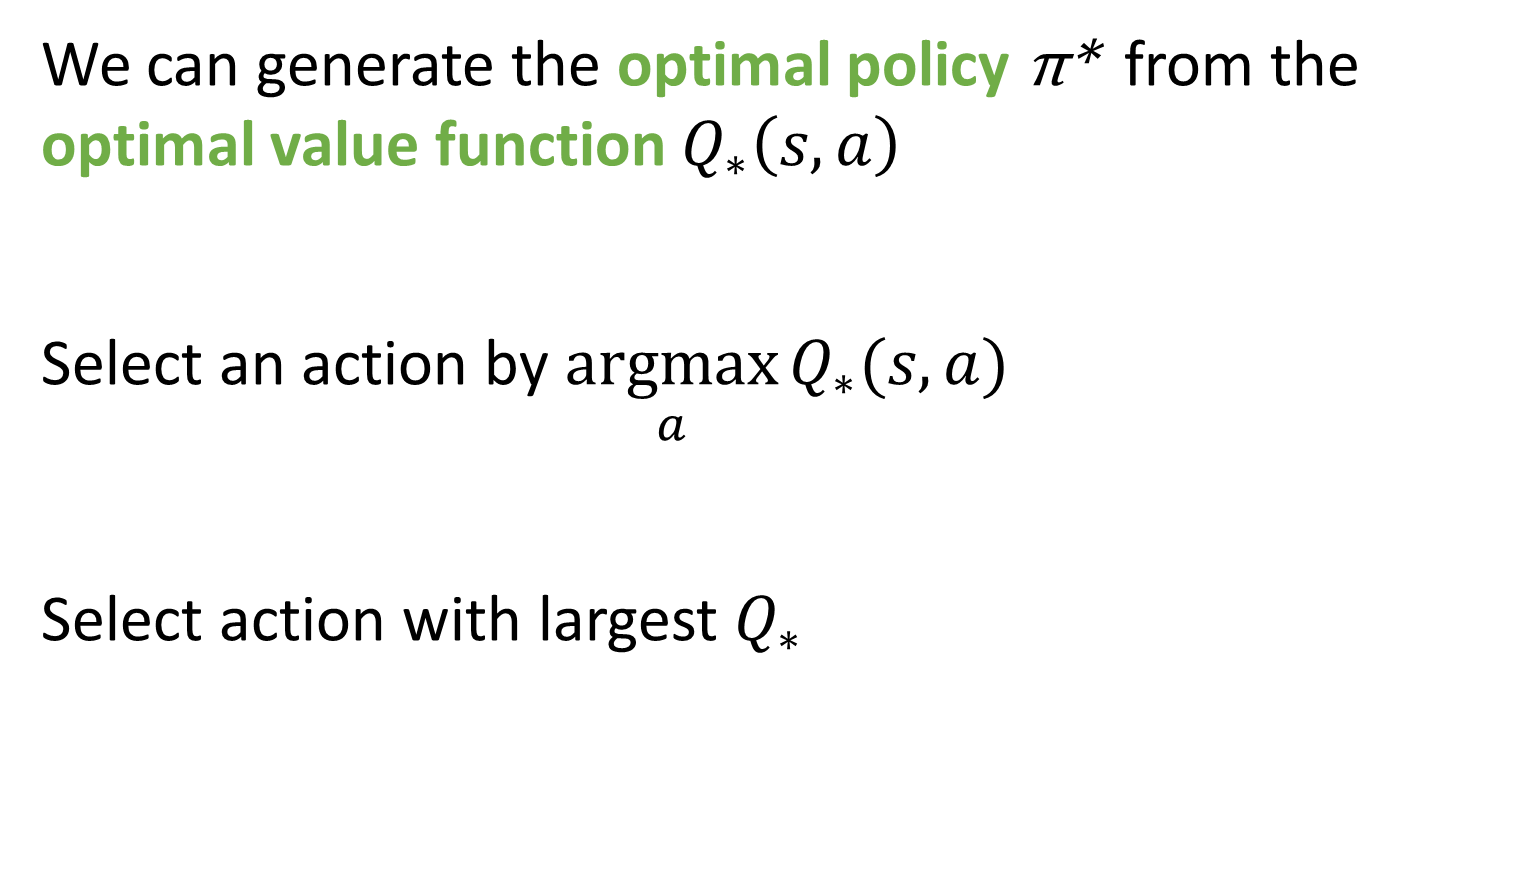 We can generate the optimal policy π* from the
optimal value function Q∗(s, a)
Select an action by argmax Q∗(s, a)
a
Select action with largest Q∗